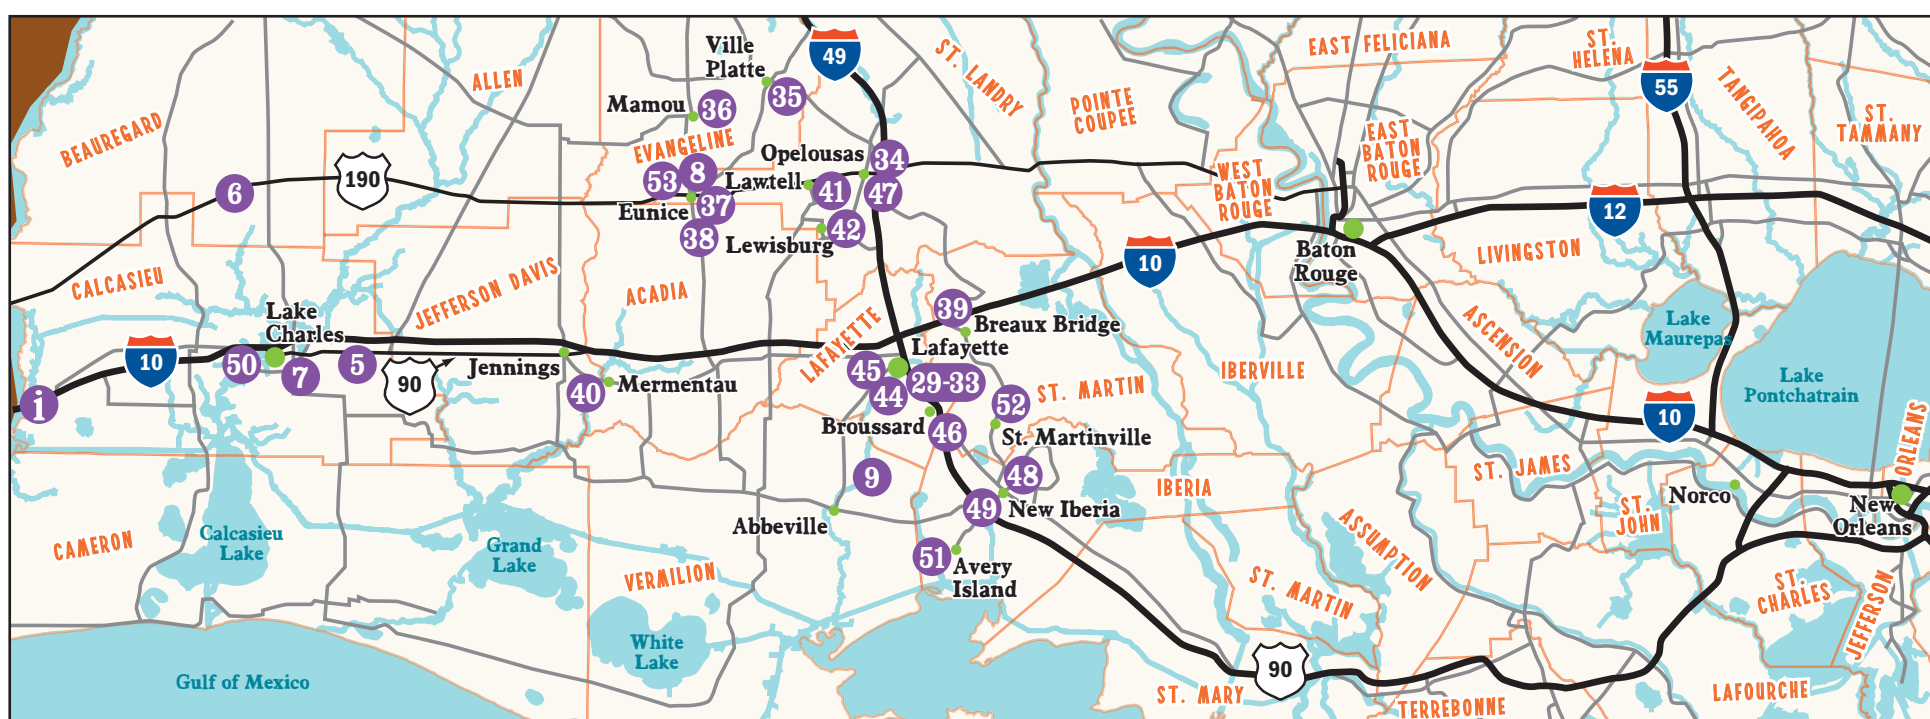 Ville
Platte
49
ALLEN
ST. LANDRY
EAST FELICIANA
ST.
HELENA
55
TANGIPAHOA
ST.
TAMMANY
BEAUREGARD
Mamou
36
35
POINTE
COUPEE
EVANGELINE
Opelousas
34
EAST
BATON
ROUGE
6
190
53
8
Lawtell
41
47
WEST
BATON
ROUGE
Eunice
37
12
38
Lewisburg
42
Baton
Rouge
LIVINGSTON
10
CALCASIEU
JEFFERSON DAVIS
ACADIA
Lake
Charles
39
Breaux Bridge
LAFAYETTE
Lafayette
ASCENSION
Lake
Maurepas
10
50
7
5
90
Jennings
40
Mermentau
45
44
29-33
52
ST. MARTIN
IBERVILLE
Lake
Pontchatrain
i
10
ORLEANS
Broussard
46
St. Martinville
9
48
IBERIA
ST. JAMES
Norco
49
New Iberia
Abbeville
ST.
JOHN
New
Orleans
CAMERON
Calcasieu
Lake
Grand
Lake
51
Avery
Island
ASSUMPTION
VERMILION
ST. MARTIN
ST.
CHARLES
JEFFERSON
White
Lake
Gulf of Mexico
90
ST. MARY
TERREBONNE
LAFOURCHE